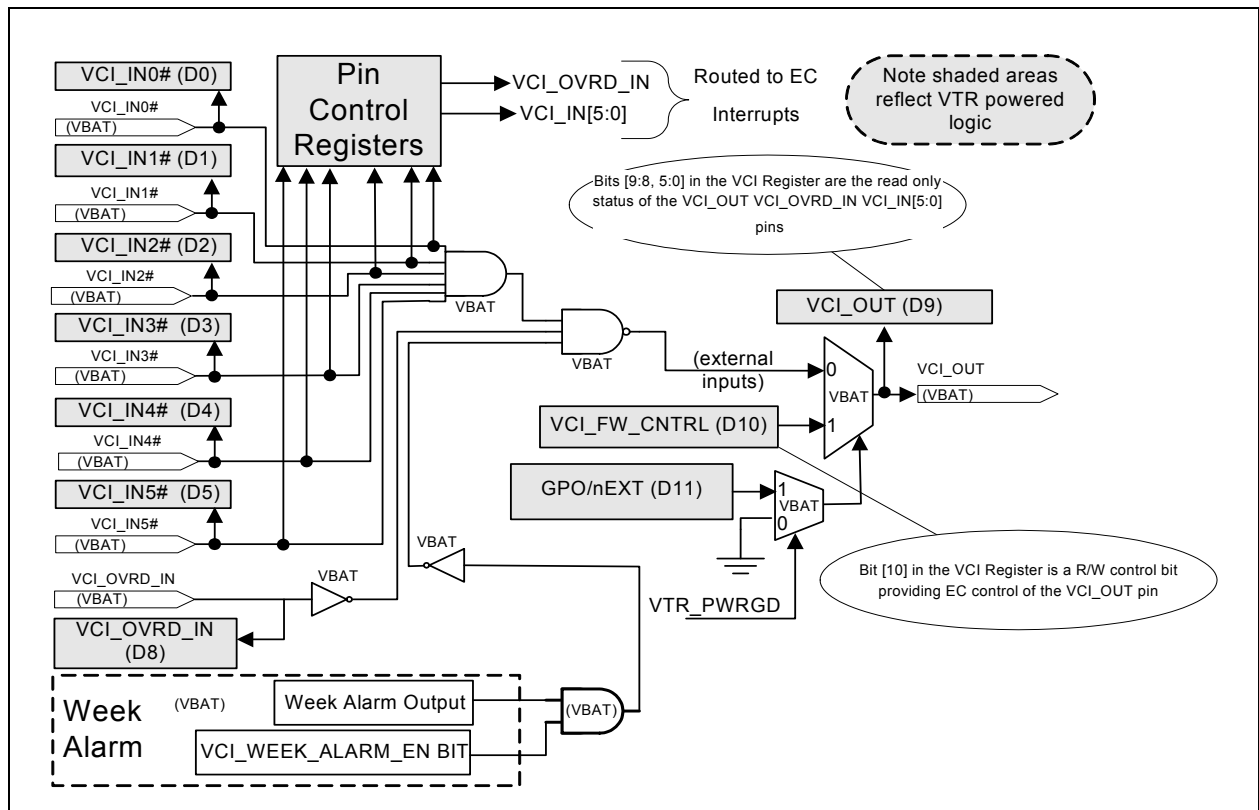 VCI_IN0# (D0)
VCI_IN0#
(VBAT)
VCI_IN1# (D1)
VCI_IN1#
(VBAT)
VCI_IN2# (D2)
VCI_IN2#
(VBAT)
VCI_IN3# (D3)
VCI_IN3#
(VBAT)
VCI_IN4# (D4)
VCI_IN4#
(VBAT)
VCI_IN5# (D5)
VCI_IN5#
(VBAT)
VCI_OVRD_IN
(VBAT)
VCI_OVRD_IN
(D8)
Pin
Control
Registers
VCI_OVRD_IN
VCI_IN[5:0]
Routed to EC
Interrupts
Note shaded areas
reflect VTR powered
logic
Bits [9:8, 5:0] in the VCI Register are the read only
status of the VCI_OUT VCI_OVRD_IN VCI_IN[5:0]
pins
VBAT
VBAT
(external
inputs)
VCI_OUT (D9)
0
VBAT
1
VCI_OUT
(VBAT)
VCI_FW_CNTRL (D10)
GPO/nEXT (D11)
1
VBAT
0
VTR_PWRGD
Bit [10] in the VCI Register is a R/W control bit
providing EC control of the VCI_OUT pin
VBAT
VBAT
Week
Alarm
(VBAT)
Week Alarm Output
VCI_WEEK_ALARM_EN BIT
(VBAT)